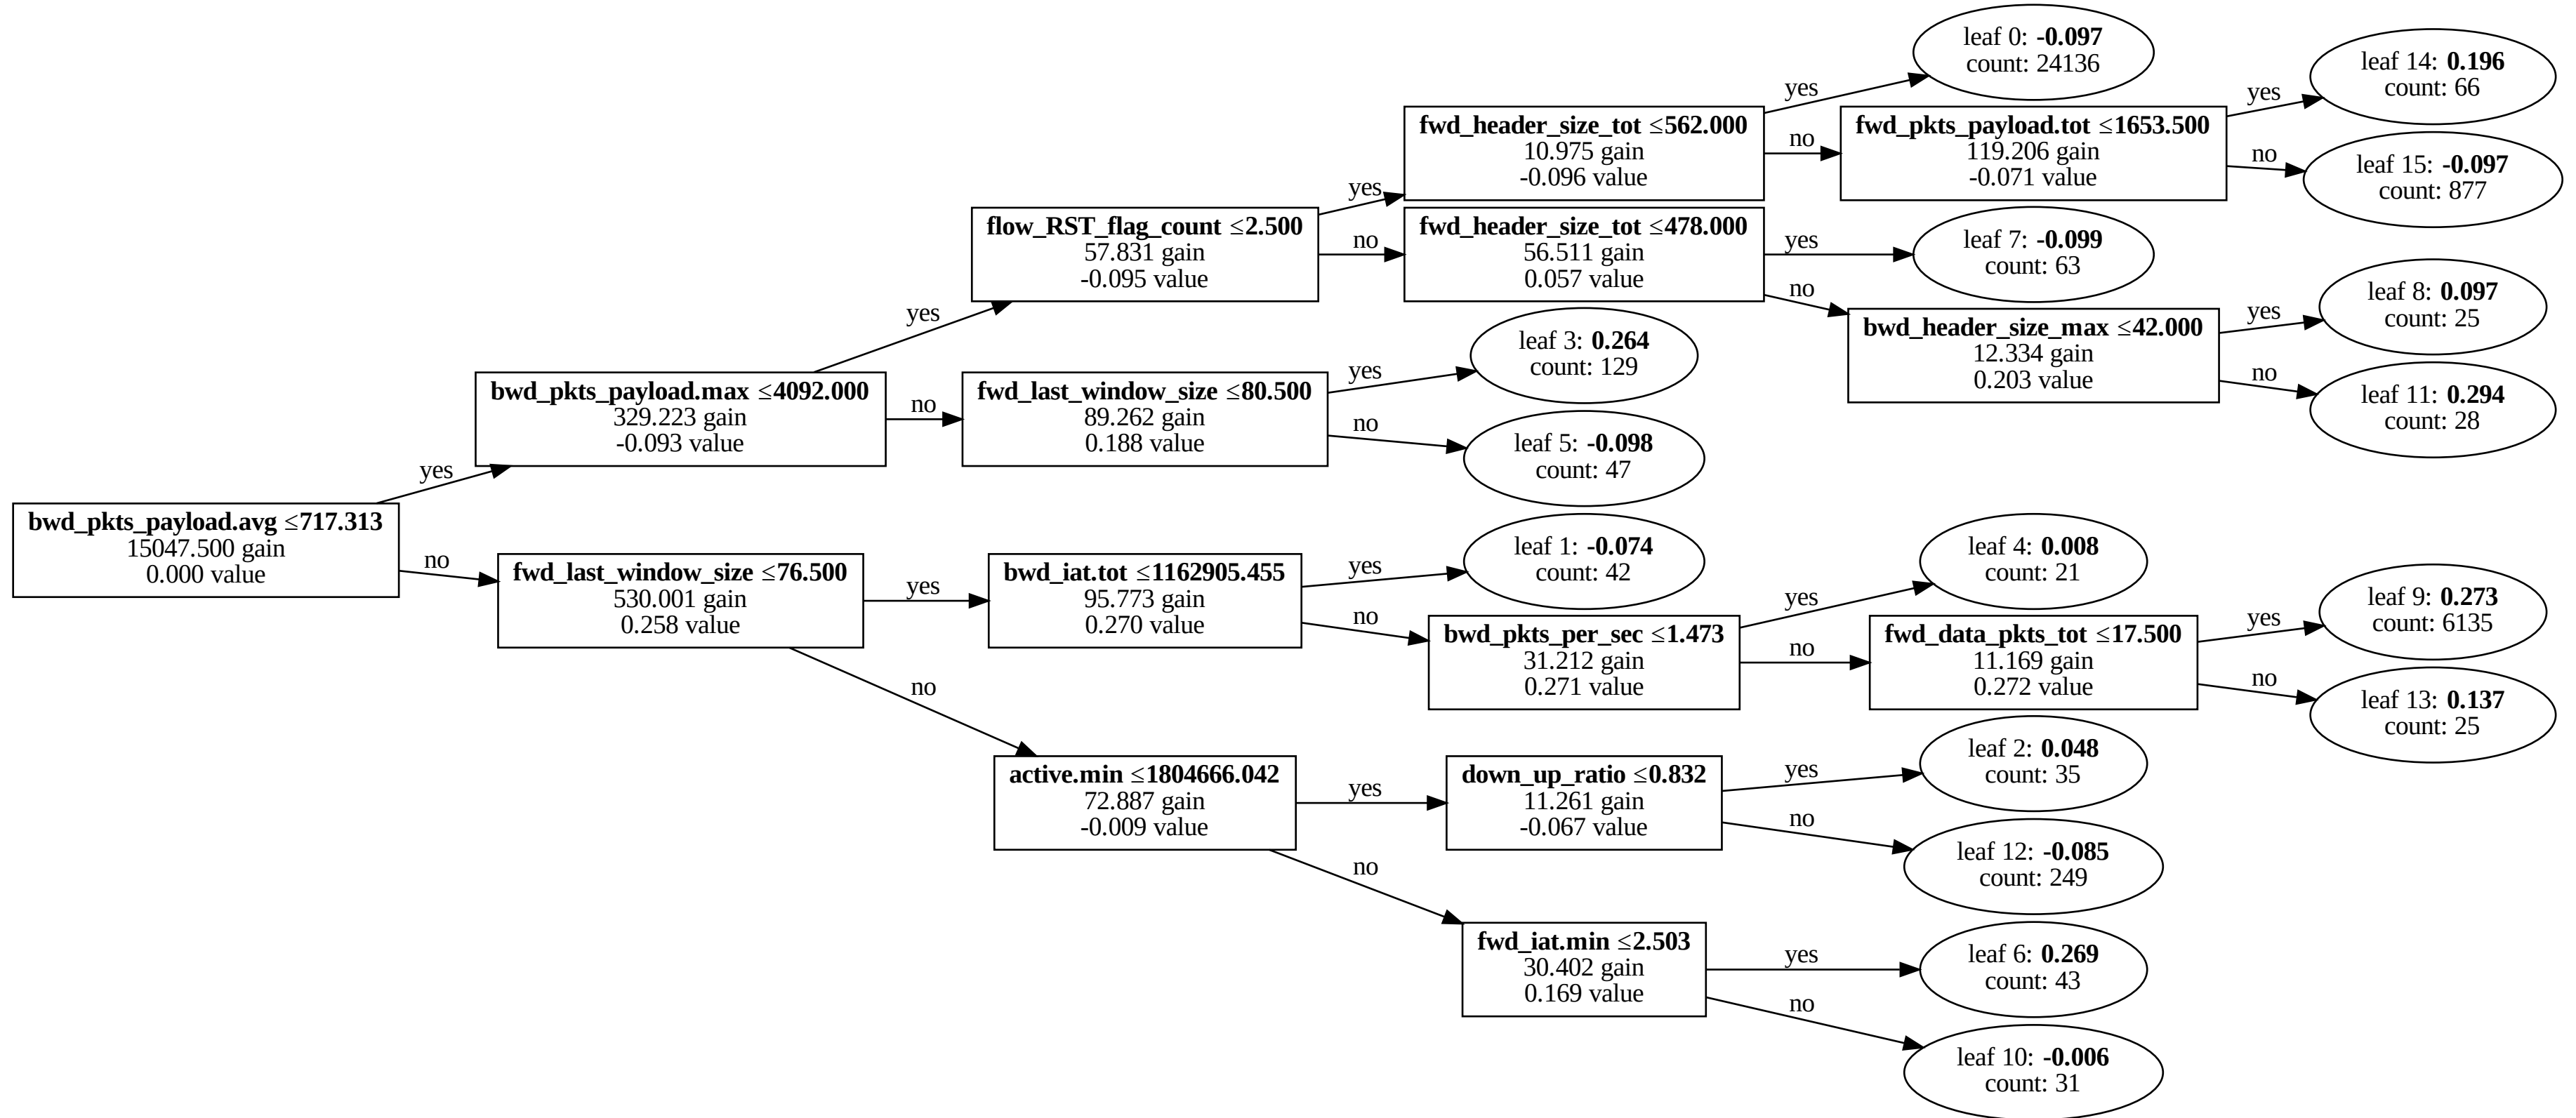 bwd_pkts_payload.avg ≤717.313
15047.500 gain
0.000 value
yes
no
bwd_pkts_payload.max ≤4092.000
329.223 gain
-0.093 value
yes
no
fwd_last_window_size ≤76.500
530.001 gain
0.258 value
yes
no
flow_RST_flag_count ≤2.500
57.831 gain
-0.095 value
yes
no
fwd_last_window_size ≤80.500
89.262 gain
0.188 value
yes
no
bwd_iat.tot ≤1162905.455
95.773 gain
0.270 value
yes
no
active.min ≤1804666.042
72.887 gain
-0.009 value
yes
no
fwd_header_size_tot ≤562.000
10.975 gain
-0.096 value
yes
no
fwd_header_size_tot ≤478.000
56.511 gain
0.057 value
yes
no
leaf 3: 0.264
count: 129
leaf 5: -0.098
count: 47
leaf 1: -0.074
count: 42
bwd_pkts_per_sec ≤1.473
31.212 gain
0.271 value
yes
no
down_up_ratio ≤0.832
11.261 gain
-0.067 value
yes
no
fwd_iat.min ≤2.503
30.402 gain
0.169 value
yes
no
leaf 0: -0.097
count: 24136
fwd_pkts_payload.tot ≤1653.500
119.206 gain
-0.071 value
yes
no
leaf 7: -0.099
count: 63
bwd_header_size_max ≤42.000
12.334 gain
0.203 value
yes
no
leaf 4: 0.008
count: 21
fwd_data_pkts_tot ≤17.500
11.169 gain
0.272 value
yes
no
leaf 2: 0.048
count: 35
leaf 12: -0.085
count: 249
leaf 6: 0.269
count: 43
leaf 10: -0.006
count: 31
leaf 14: 0.196
count: 66
leaf 15: -0.097
count: 877
leaf 8: 0.097
count: 25
leaf 11: 0.294
count: 28
leaf 9: 0.273
count: 6135
leaf 13: 0.137
count: 25